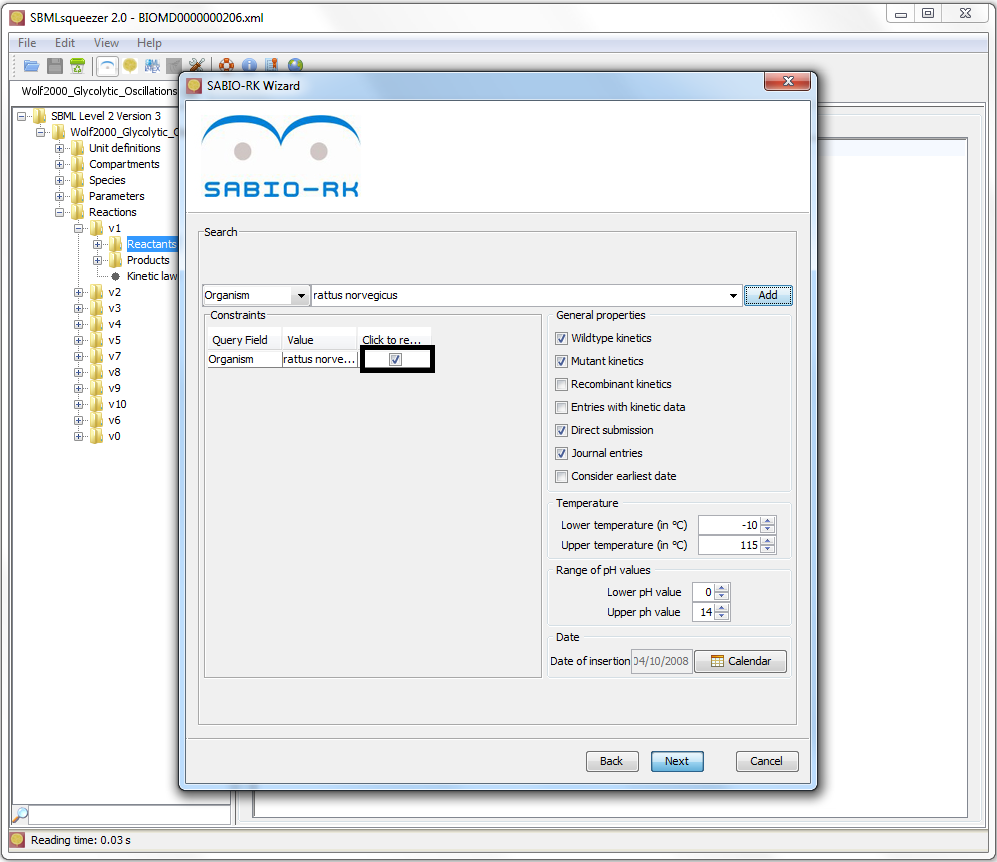 SBMLsqueezer 2.0 - BIOMD0000000206.xml
File Edit View Help
Wolf2000_Glycolytic_Oscillations
SBML Level 2 Version 3
Wolf2000_Glycolytic_O
Unit definitions
Compartments
Species
Parameters
Reactions
v1
Reactants
Products
Kinetic law
v2
v3
v4
v5
v7
v8
v9
v10
v6
v0
Reading time: 0.03 s
SABIO-RK Wizard
SABIO-RK
Search
Organism rattus norvegicus Add
Constraints
Query Field Value Click to re...
Organism rattus norve...
General properties
Wildtype kinetics
Mutant kinetics
Recombinant kinetics
Entries with kinetic data
Direct submission
Journal entries
Consider earliest date
Temperature
Lower temperature (in °C) -10
Upper temperature (in °C) 115
Range of pH values
Lower pH value 0
Upper ph value 14
Date
Date of insertion 04/10/2008 Calendar
Back Next Cancel